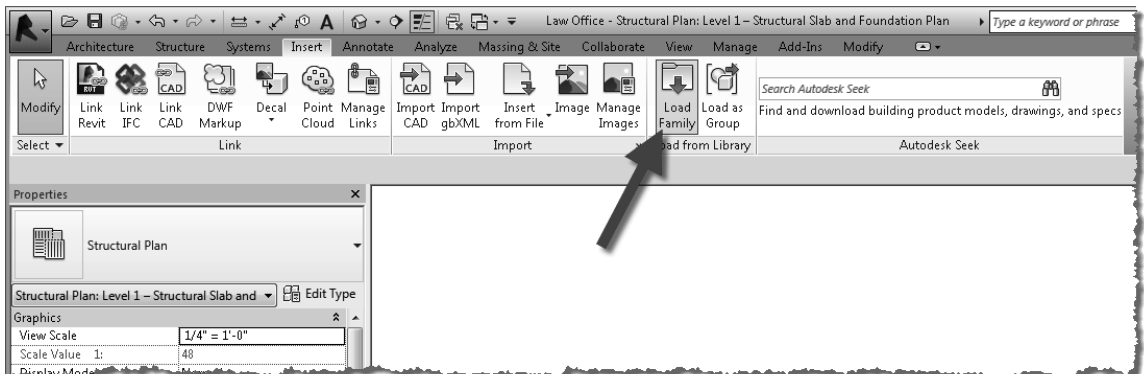 Law Office - Structural Plan: Level 1 – Structural Slab and Foundation Plan
Type a keyword or phrase
Architecture Structure Systems Insert Annotate Analyze Massing & Site Collaborate View Manage Add-Ins Modify
Modify
Link Revit
Link IFC
Link CAD
DWF Markup
Decal
Point Cloud
Manage Links
Import CAD
Import gbXML
Insert from File
Image
Manage Images
Load Family
Load as Group
Search Autodesk Seek
Find and download building product models, drawings, and specs
Select Link Import oad from Library Autodesk Seek
Properties
Structural Plan
Structural Plan: Level 1 – Structural Slab and Edit Type
Graphics
View Scale 1/4" = 1'-0"
Scale Value 1: 48